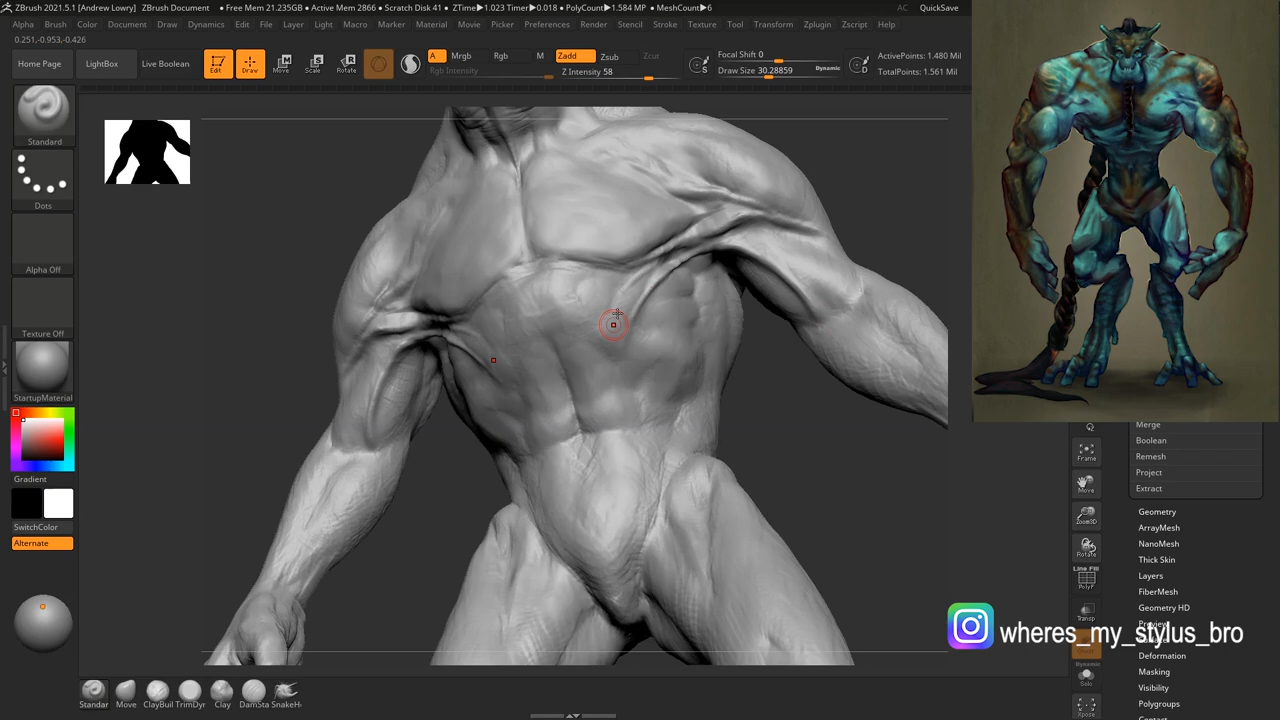 ZBrush 2021.5.1 [Andrew Lowry] ZBrush Document • Free Mem 21.235GB • Active Mem 2866 • Scratch Disk 41 • ZTime▶1.023 Timer▶0.018 • PolyCount▶1.584 MP • MeshCount▶6 AC QuickSave
Alpha Brush Color Document Draw Dynamics Edit File Layer Light Macro Marker Material Movie Picker Preferences Render Stencil Stroke Texture Tool Transform Zplugin Zscript Help
0.251,-0.953,-0.426
Home Page LightBox Live Boolean Edit Draw Move Scale Rotate
A Mrgb Rgb M Zadd Zsub Zcut
Rgb Intensity Z Intensity 58
S Focal Shift 0
Draw Size 30.28859 Dynamic D
ActivePoints: 1.480 Mil
TotalPoints: 1.561 Mil
Standard
Dots
Alpha Off
Texture Off
StartupMaterial
Gradient
SwitchColor
Alternate
Standar Move ClayBuil TrimDyr Clay DamSta SnakeH
Frame
Move
Zoom3D
Rotate
Line Fill
PolyF
Transp
Dynamic
Solo
Xpose
Merge
Boolean
Remesh
Project
Extract
Geometry
ArrayMesh
NanoMesh
Thick Skin
Layers
FiberMesh
Geometry HD
Deformation
Masking
Visibility
Polygroups
wheres_my_stylus_bro